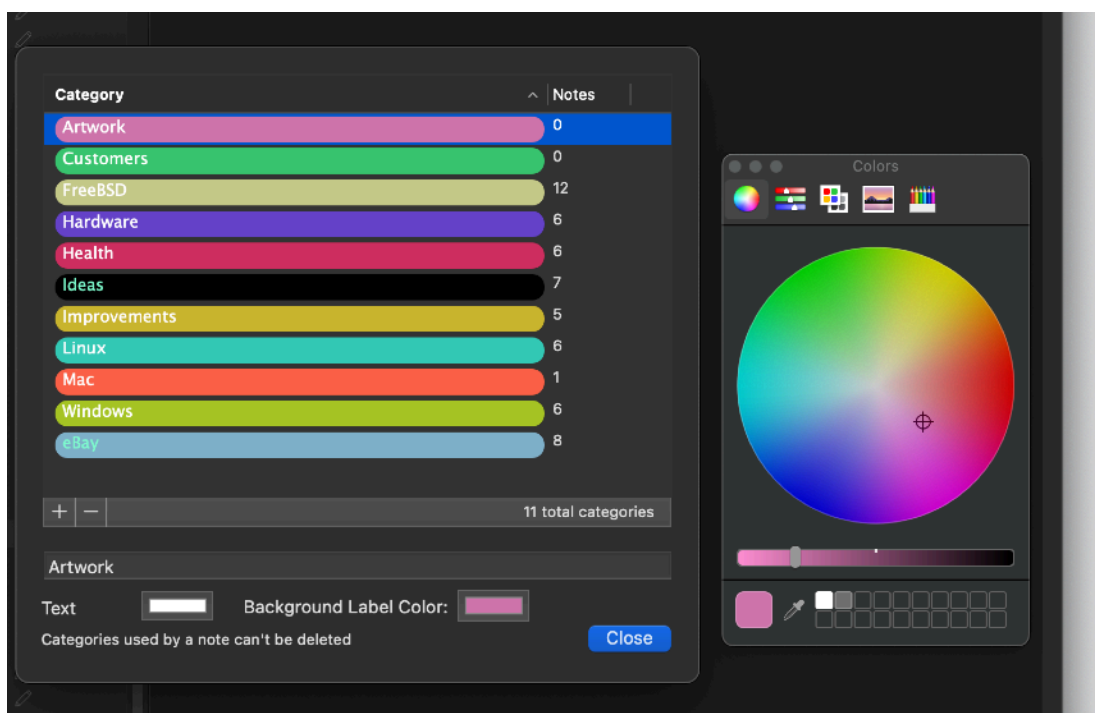 Category Notes
Artwork 0
Customers 0
FreeBSD 12
Hardware 6
Health 6
Ideas 7
Improvements 5
Linux 6
Mac 1
Windows 6
eBay 8
+ − 11 total categories
Artwork
Text Background Label Color:
Categories used by a note can't be deleted
Close
Colors